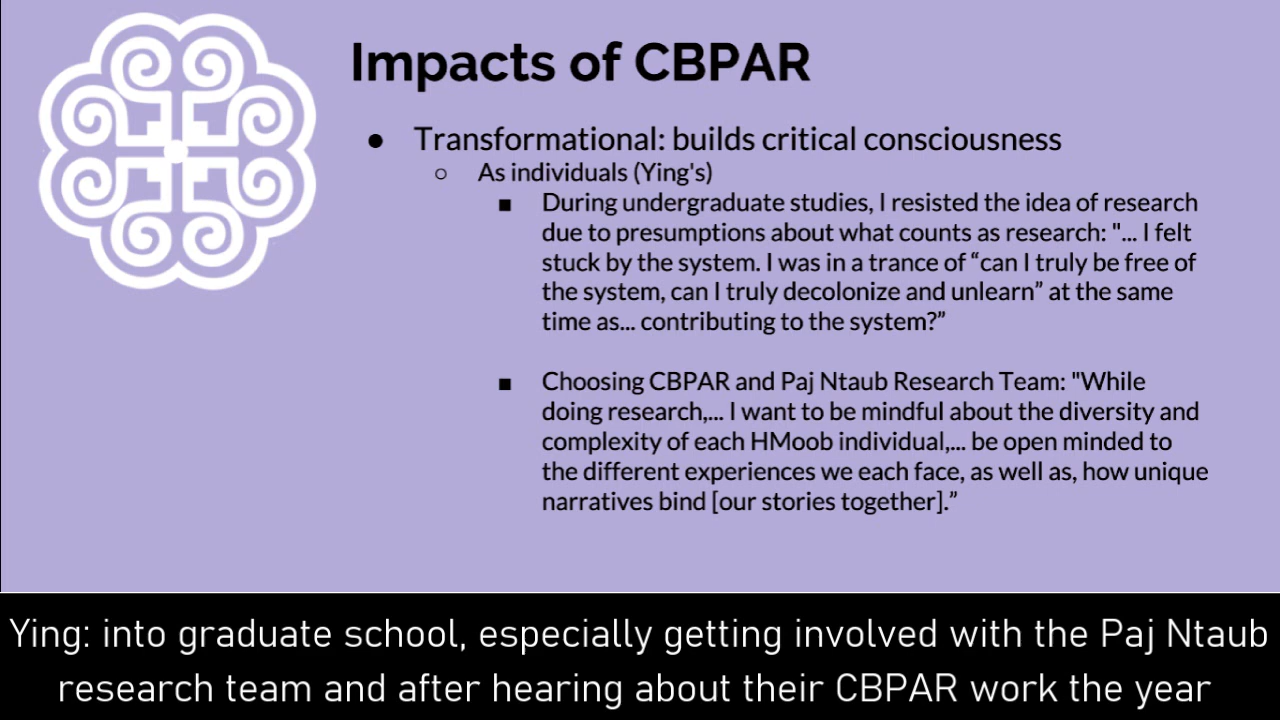 Impacts of CBPAR
● Transformational: builds critical consciousness
○ As individuals (Ying's)
■ During undergraduate studies, I resisted the idea of research
due to presumptions about what counts as research: "... I felt
stuck by the system. I was in a trance of “can I truly be free of
the system, can I truly decolonize and unlearn” at the same
time as... contributing to the system?”
■ Choosing CBPAR and Paj Ntaub Research Team: "While
doing research,... I want to be mindful about the diversity and
complexity of each HMoob individual,... be open minded to
the different experiences we each face, as well as, how unique
narratives bind [our stories together].”
Ying: into graduate school, especially getting involved with the Paj Ntaub
research team and after hearing about their CBPAR work the year